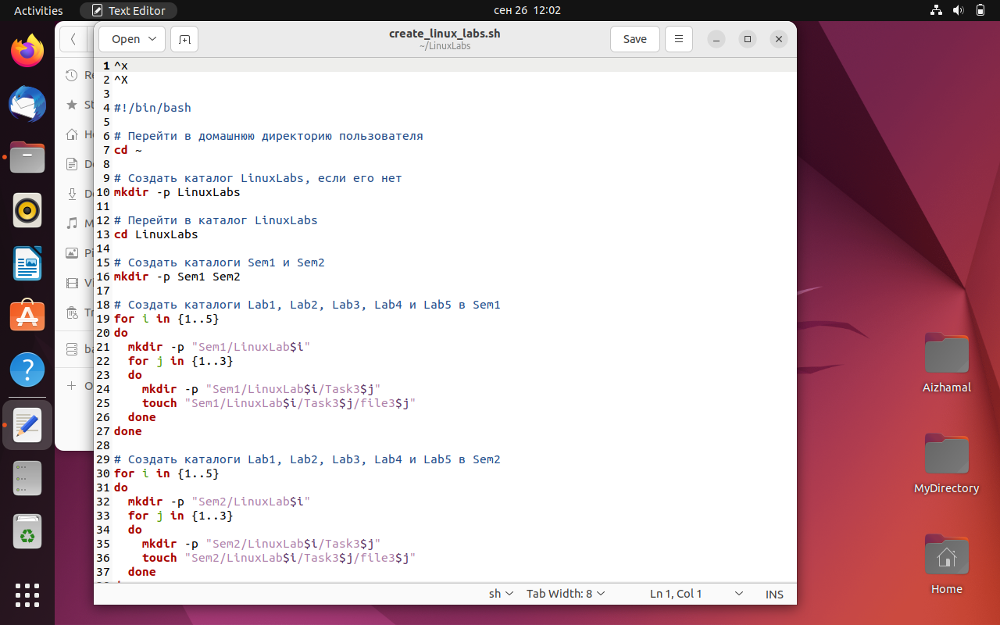 Activities
Text Editor
сен 26 12:02
Open
create_linux_labs.sh
~/LinuxLabs
Save
1 ^x
2 ^X
3
4 #!/bin/bash
5
6 # Перейти в домашнюю директорию пользователя
7 cd ~
8
9 # Создать каталог LinuxLabs, если его нет
10 mkdir -p LinuxLabs
11
12 # Перейти в каталог LinuxLabs
13 cd LinuxLabs
14
15 # Создать каталоги Sem1 и Sem2
16 mkdir -p Sem1 Sem2
17
18 # Создать каталоги Lab1, Lab2, Lab3, Lab4 и Lab5 в Sem1
19 for i in {1..5}
20 do
21 mkdir -p "Sem1/LinuxLab$i"
22 for j in {1..3}
23 do
24 mkdir -p "Sem1/LinuxLab$i/Task3$j"
25 touch "Sem1/LinuxLab$i/Task3$j/file3$j"
26 done
27 done
28
29 # Создать каталоги Lab1, Lab2, Lab3, Lab4 и Lab5 в Sem2
30 for i in {1..5}
31 do
32 mkdir -p "Sem2/LinuxLab$i"
33 for j in {1..3}
34 do
35 mkdir -p "Sem2/LinuxLab$i/Task3$j"
36 touch "Sem2/LinuxLab$i/Task3$j/file3$j"
37 done
sh
Tab Width: 8
Ln 1, Col 1
INS
Aizhamal
MyDirectory
Home